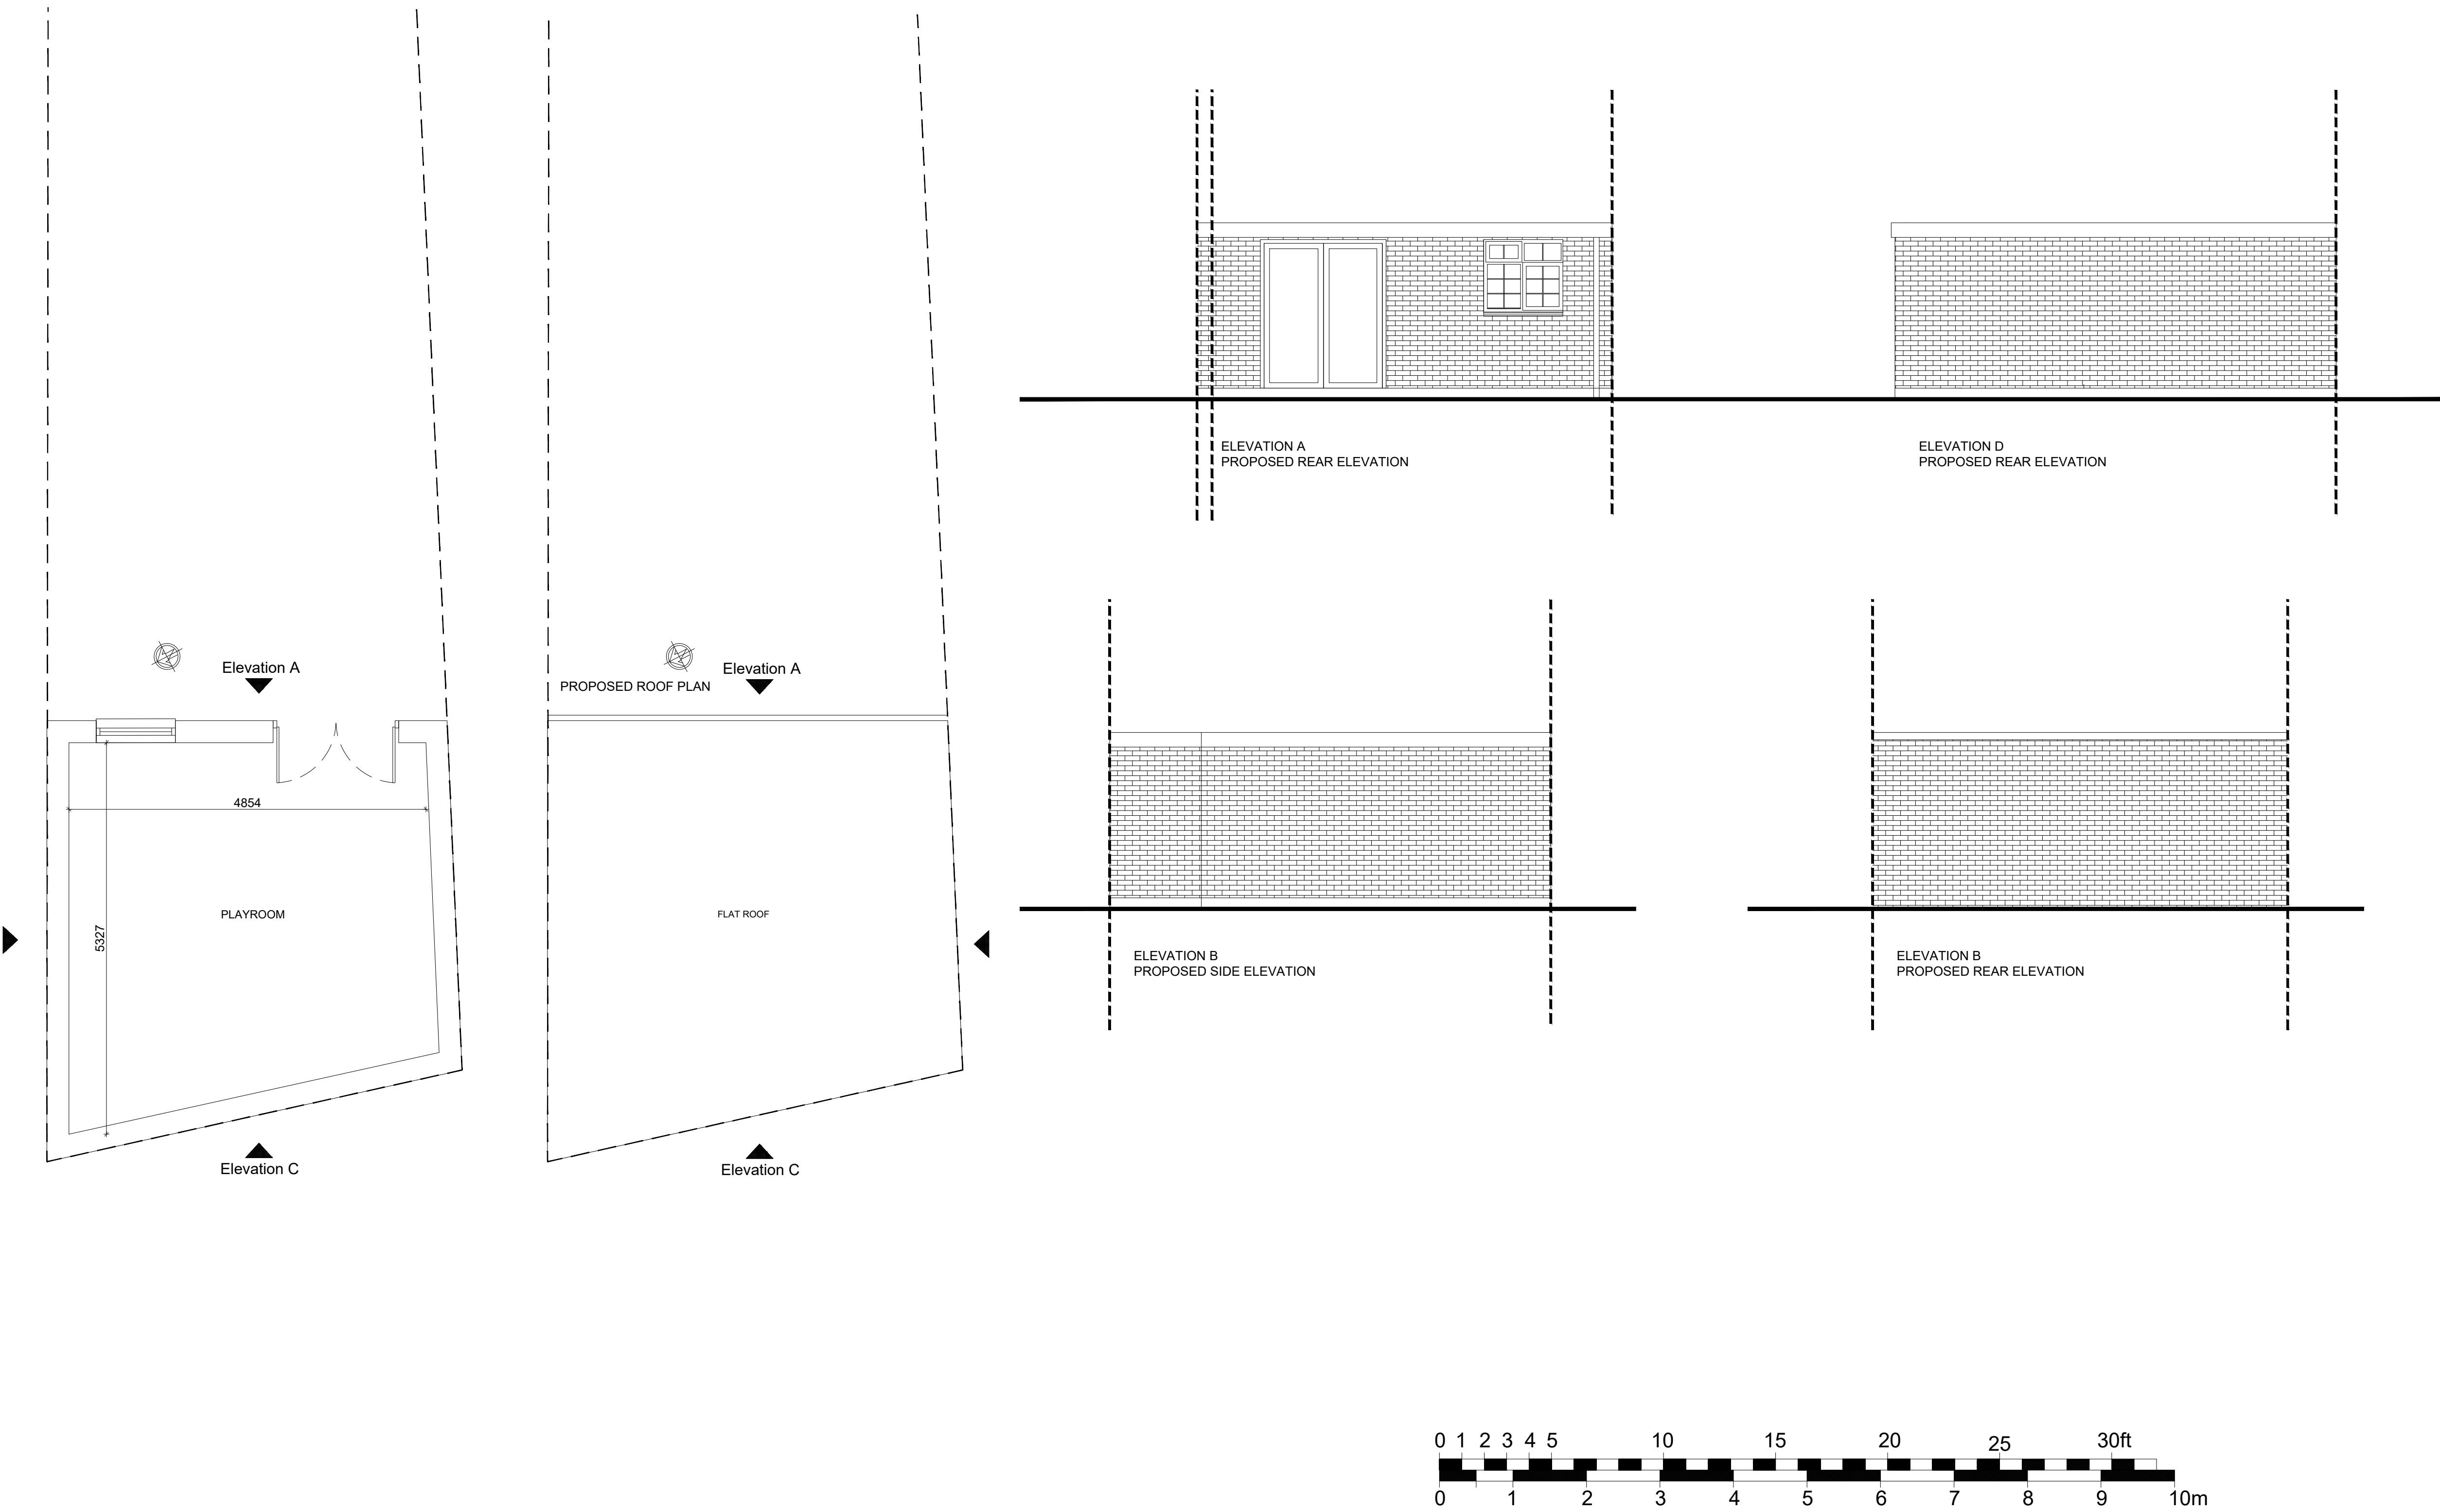 ELEVATION A
PROPOSED REAR ELEVATION
ELEVATION D
PROPOSED REAR ELEVATION
Elevation A
Elevation A
PROPOSED ROOF PLAN
4854
PLAYROOM
5327
FLAT ROOF
ELEVATION B
PROPOSED SIDE ELEVATION
ELEVATION B
PROPOSED REAR ELEVATION
Elevation C
Elevation C
0 1 2 3 4 5 10 15 20 25 30ft
0 1 2 3 4 5 6 7 8 9 10m